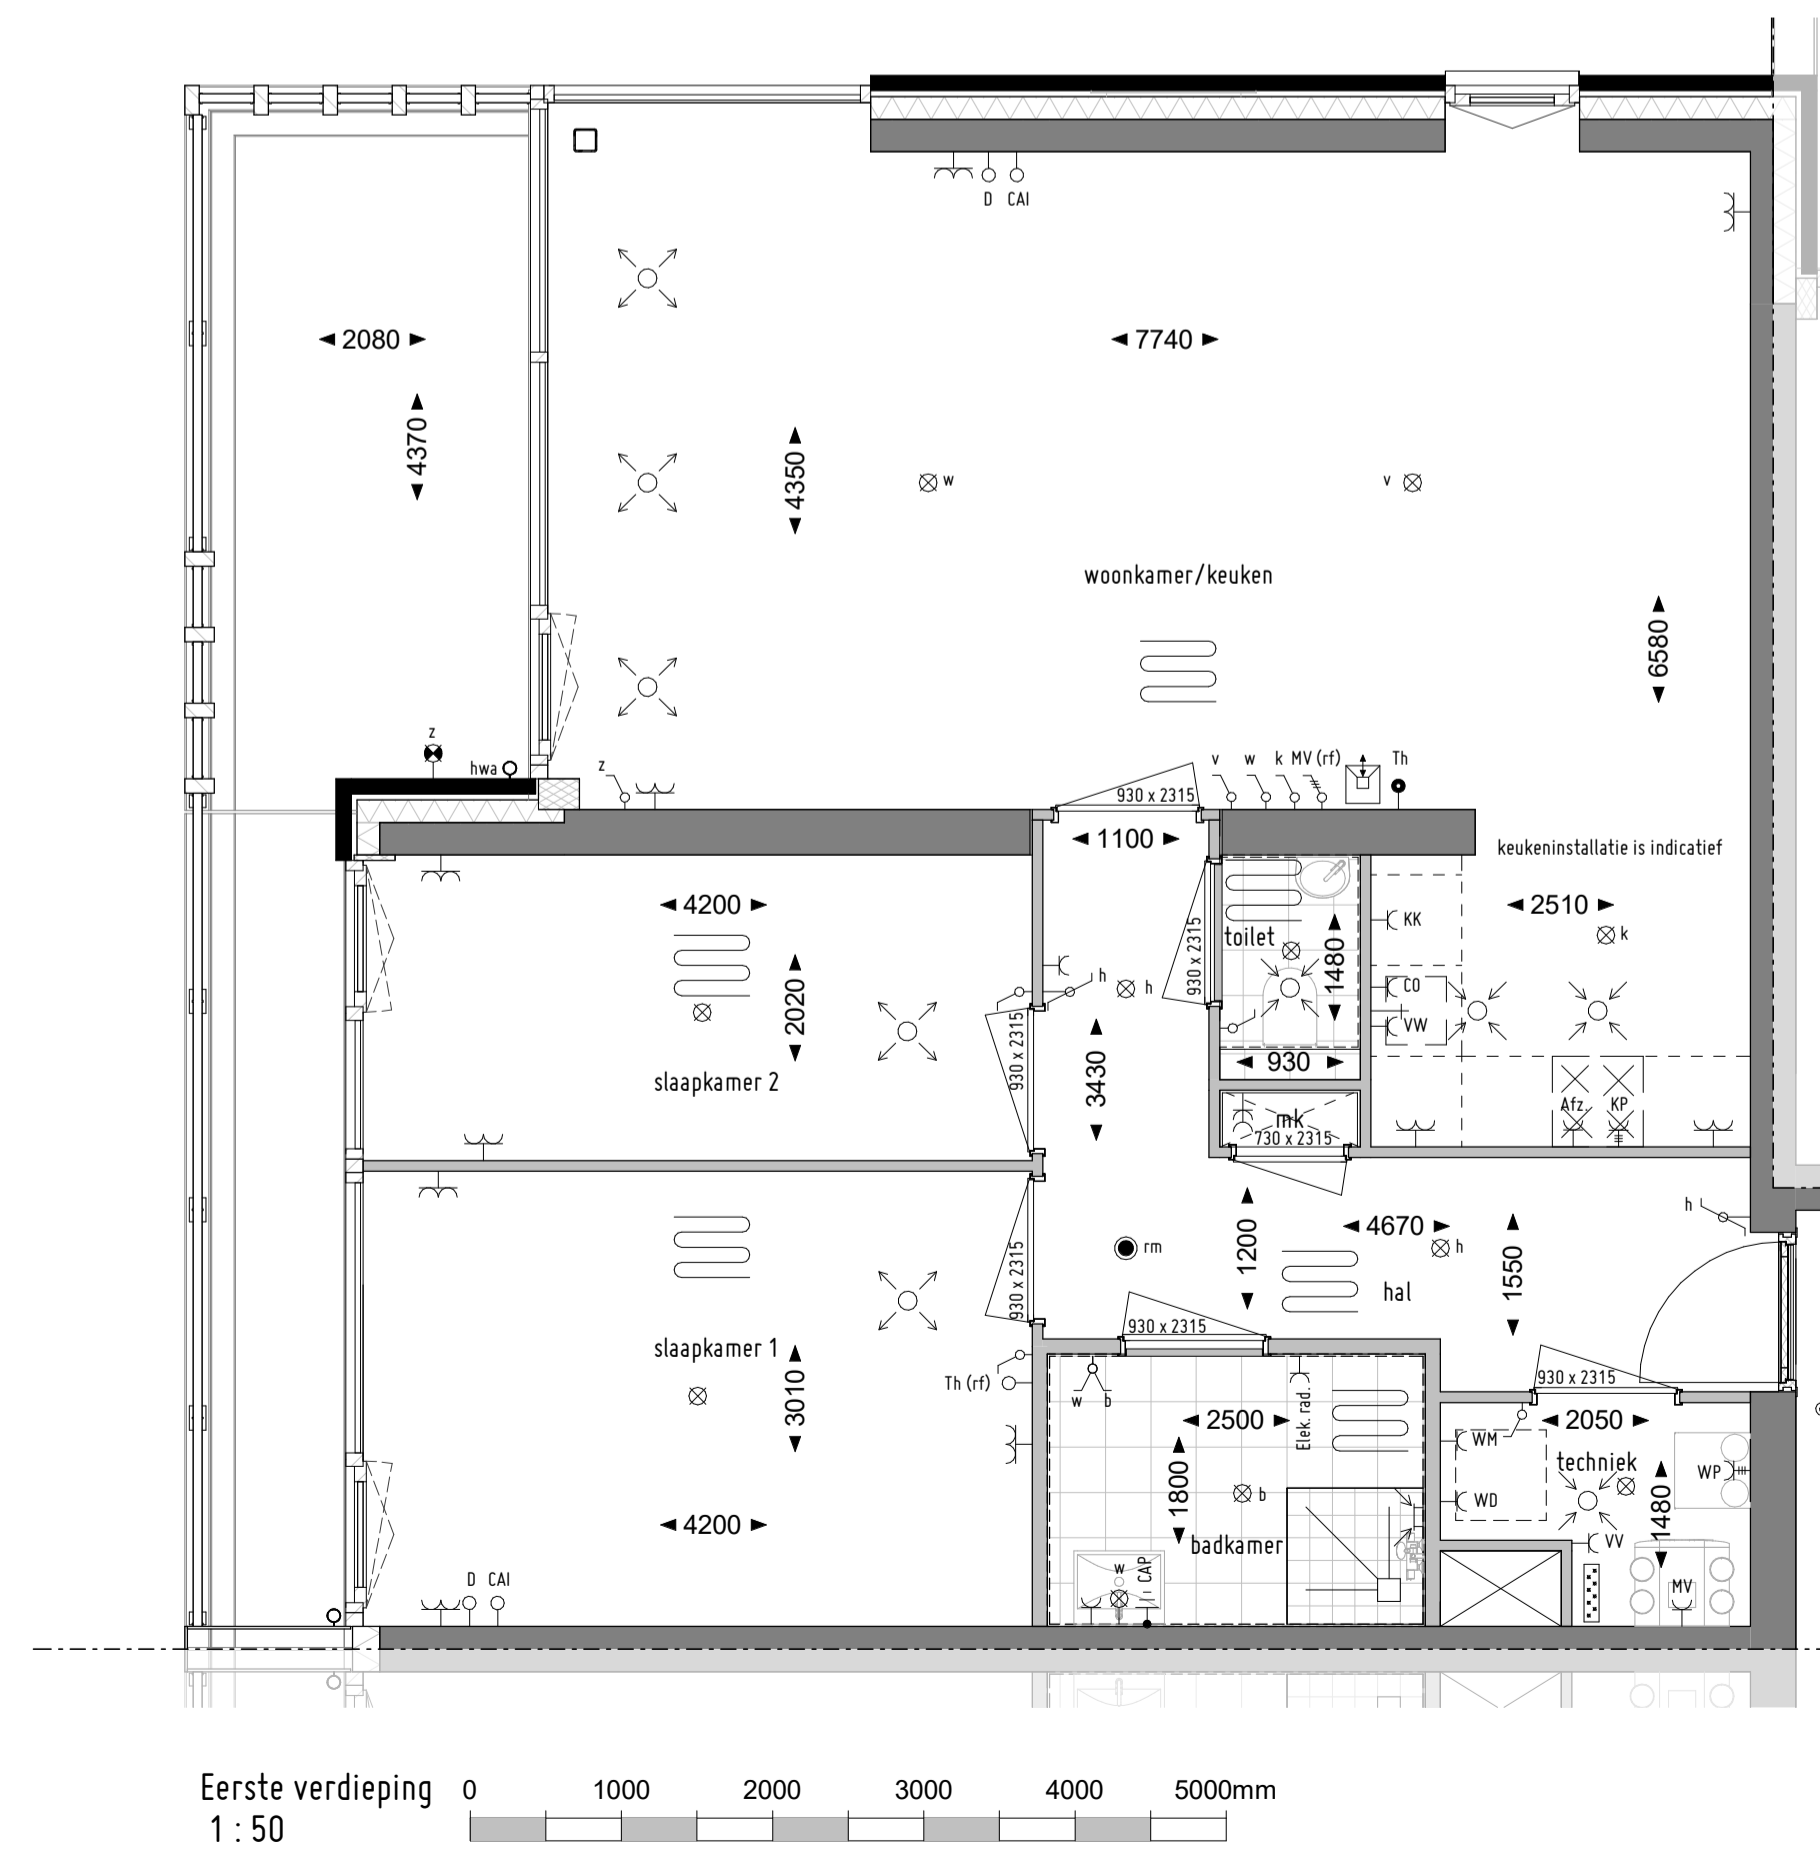 D CAI
2080
7740
4370
4350
w
v
woonkamer/keuken
6580
z
hwa
z
v w k MV (rf) Th
930 x 2315
1100
keukeninstallatie is indicatief
4200
2510
KK
k
930 x 2315
toilet
1480
h
h
CO
2020
VW
930 x 2315
3430
930
slaapkamer 2
Afz. KP
mk
730 x 2315
h
4670
1200
rm
h
1550
930 x 2315
hal
930 x 2315
slaapkamer 1
Th (rf)
3010
930 x 2315
w b
2500
Elek. rad.
2050
WM
techniek
WP
1800
b
WD
1480
4200
badkamer
VV
w
CAP
D CAI
MV
Eerste verdieping
1 : 50
0 1000 2000 3000 4000 5000mm